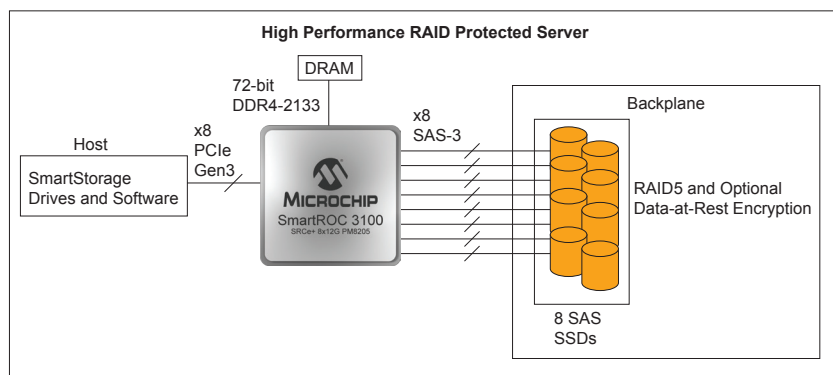 High Performance RAID Protected Server
DRAM
72-bit
DDR4-2133
x8
SAS-3
Backplane
Host
x8
PCIe
Gen3
SmartStorage
Drives and Software
MICROCHIP
SmartROC 3100
SRCe+ 8x12G PM8205
RAID5 and Optional
Data-at-Rest Encryption
8 SAS
SSDs